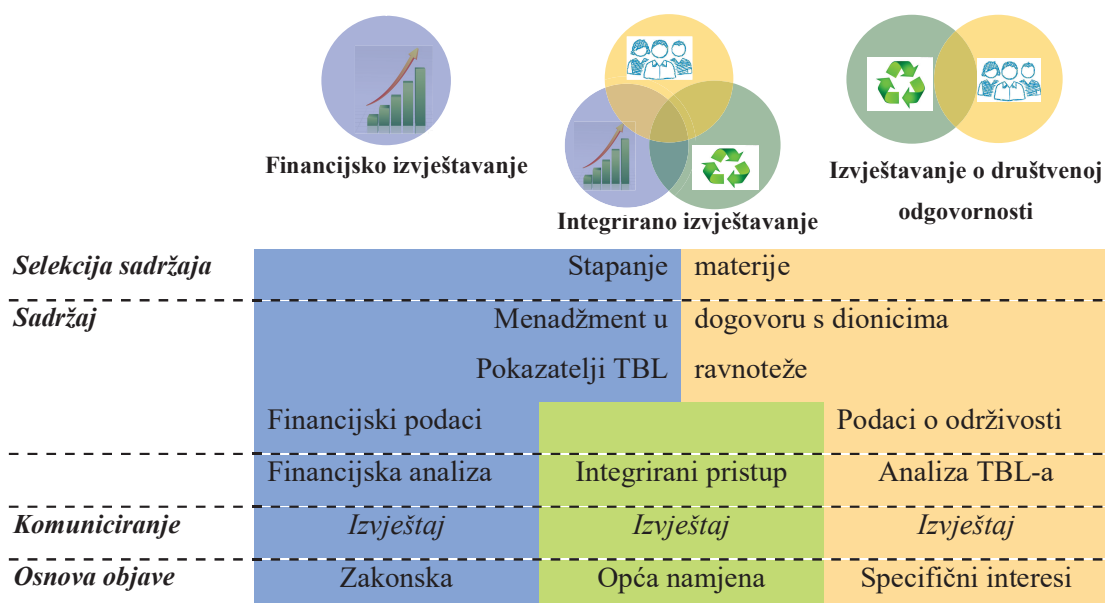 Financijsko izvještavanje
Integrirano izvještavanje
Izvještavanje o društvenoj
odgovornosti
Selekcija sadržaja Stapanje materije
Sadržaj Menadžment u dogovoru s dionicima
Pokazatelji TBL ravnoteže
Financijski podaci Podaci o održivosti
Financijska analiza Integrirani pristup Analiza TBL-a
Komuniciranje Izvještaj Izvještaj Izvještaj
Osnova objave Zakonska Opća namjena Specifični interesi